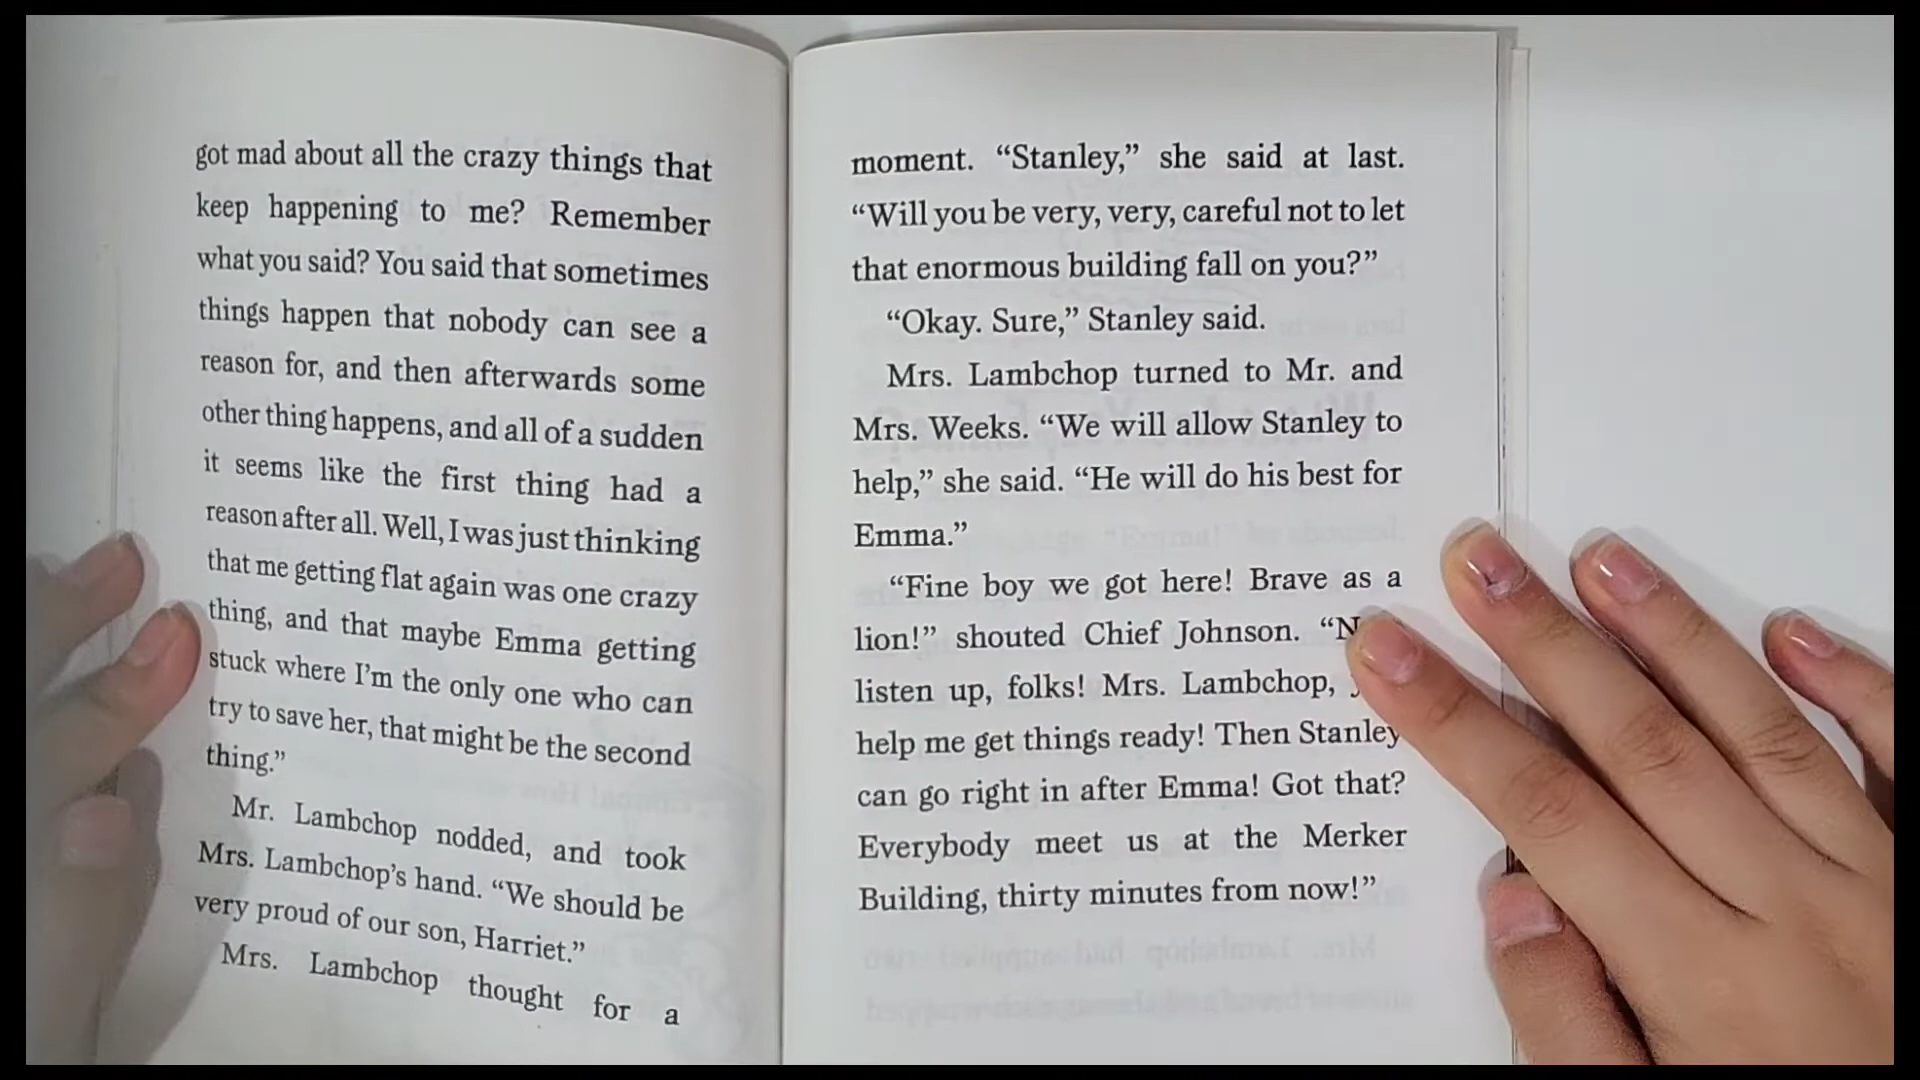 got mad about all the crazy things that
keep happening to me? Remember
what you said? You said that sometimes
things happen that nobody can see a
reason for, and then afterwards some
other thing happens, and all of a sudden
it seems like the first thing had a
reason after all. Well, I was just thinking
that me getting flat again was one crazy
thing, and that maybe Emma getting
stuck where I’m the only one who can
try to save her, that might be the second
thing.”
Mr. Lambchop nodded, and took
Mrs. Lambchop’s hand. “We should be
very proud of our son, Harriet.”
Mrs. Lambchop thought for a
moment. “Stanley,” she said at last.
“Will you be very, very, careful not to let
that enormous building fall on you?”
“Okay. Sure,” Stanley said.
Mrs. Lambchop turned to Mr. and
Mrs. Weeks. “We will allow Stanley to
help,” she said. “He will do his best for
Emma.”
“Fine boy we got here! Brave as a
lion!” shouted Chief Johnson.
listen up, folks! Mrs. Lambchop,
help me get things ready! Then Stanley
can go right in after Emma! Got that?
Everybody meet us at the Merker
Building, thirty minutes from now!”